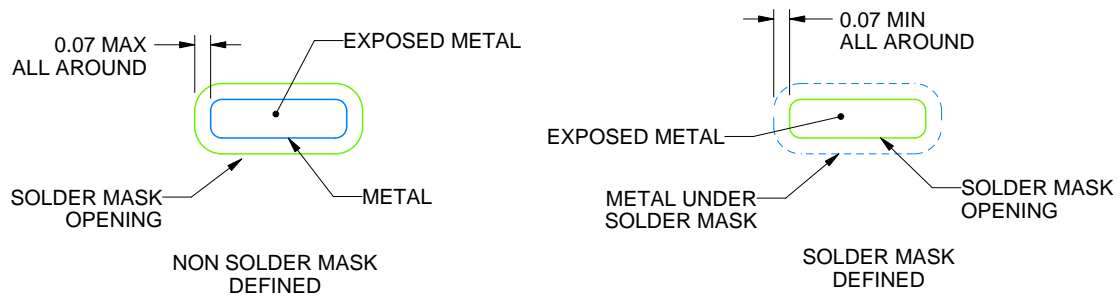 0.07 MAX
ALL AROUND
EXPOSED METAL
SOLDER MASK
OPENING
METAL
NON SOLDER MASK
DEFINED
0.07 MIN
ALL AROUND
EXPOSED METAL
METAL UNDER
SOLDER MASK
SOLDER MASK
OPENING
SOLDER MASK
DEFINED